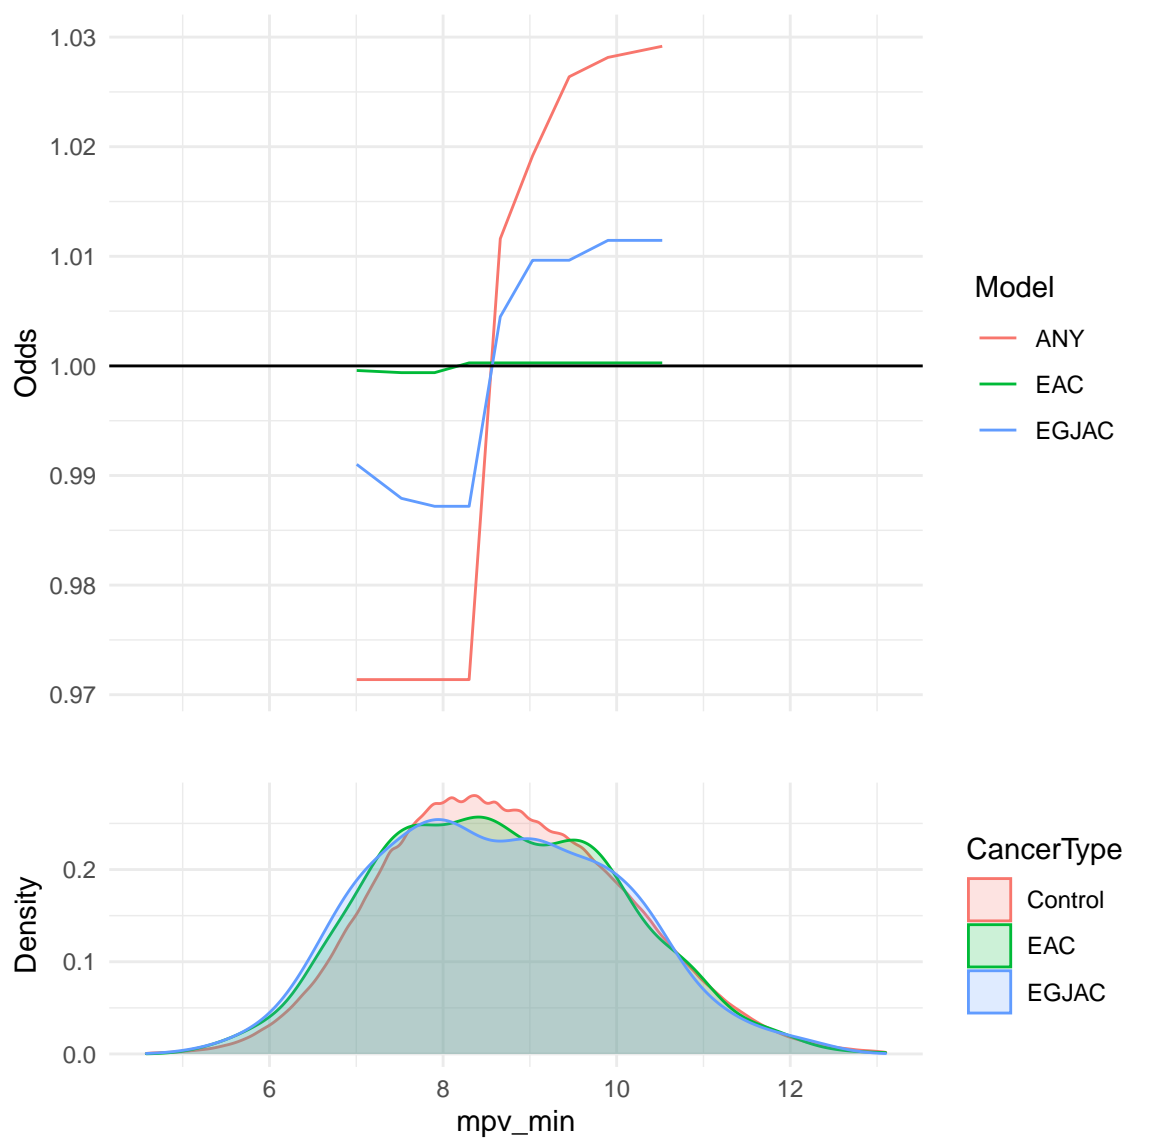 1.03
1.02
1.01
1.00
0.99
0.98
0.97
Odds
Model
ANY
EAC
EGJAC
0.2
0.1
0.0
Density
6 8 10 12
mpv_min
CancerType
Control
EAC
EGJAC